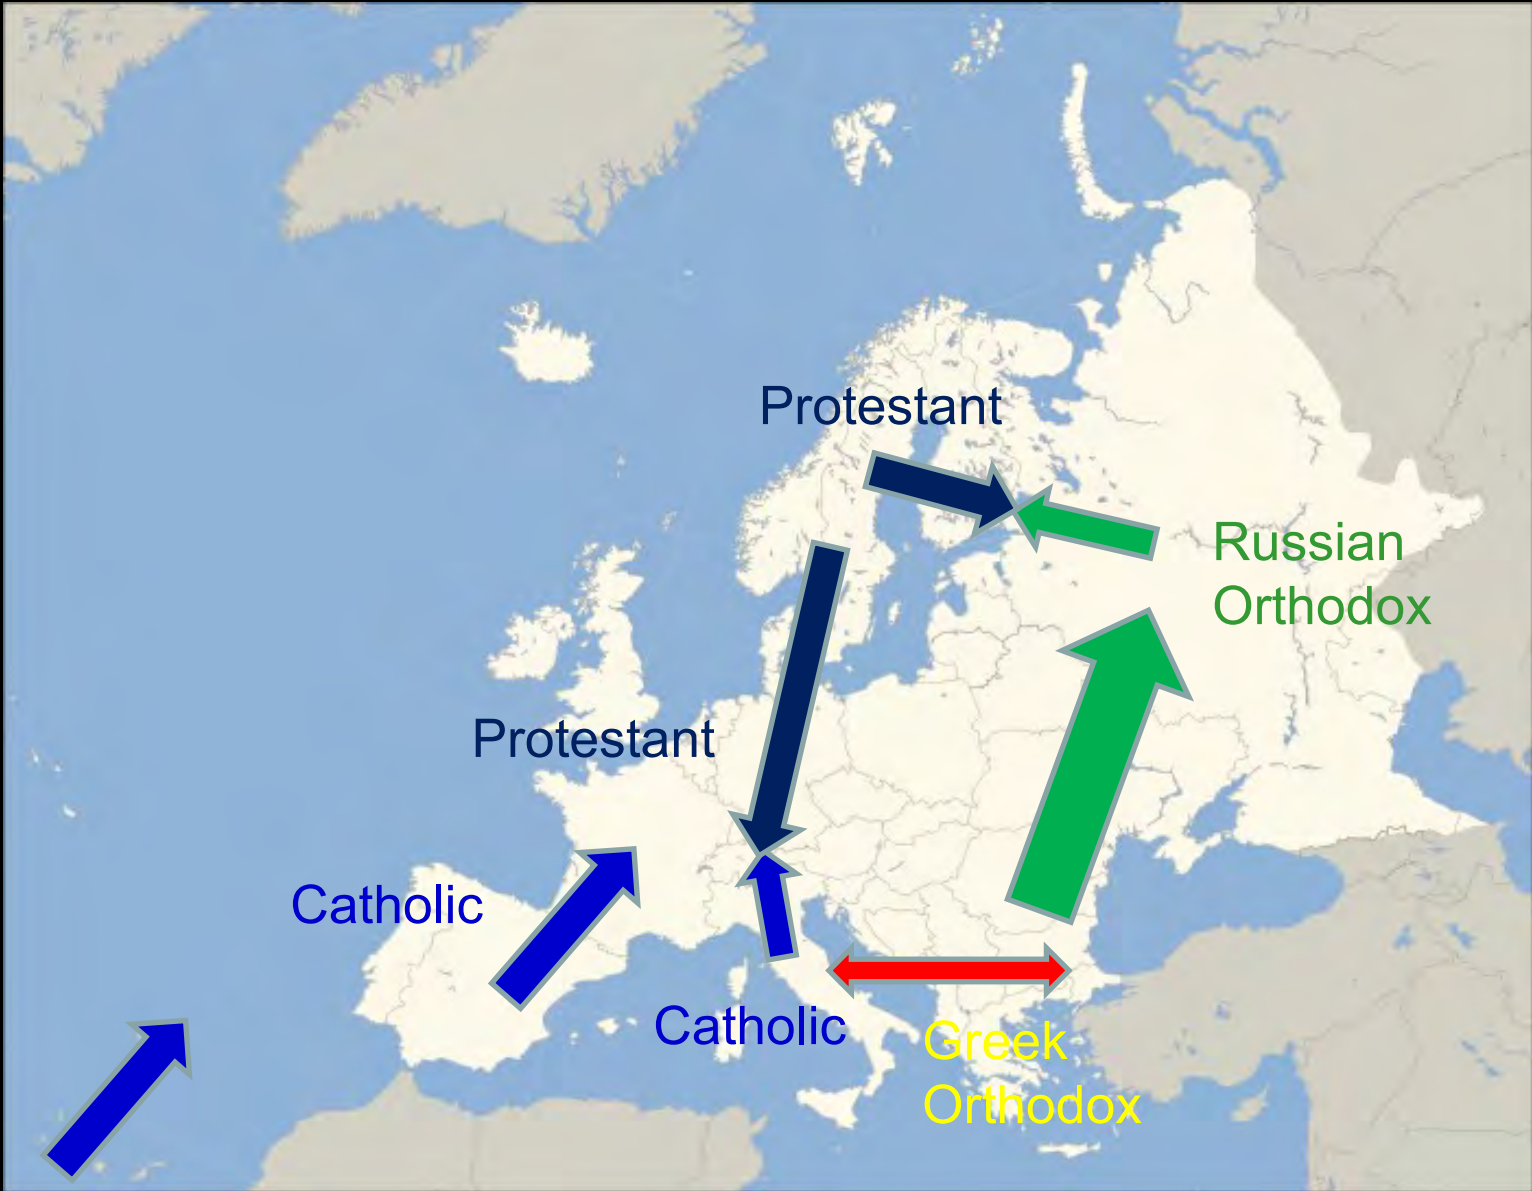 Protestant
Russian
Orthodox
Protestant
Catholic
Catholic
Greek
Orthodox